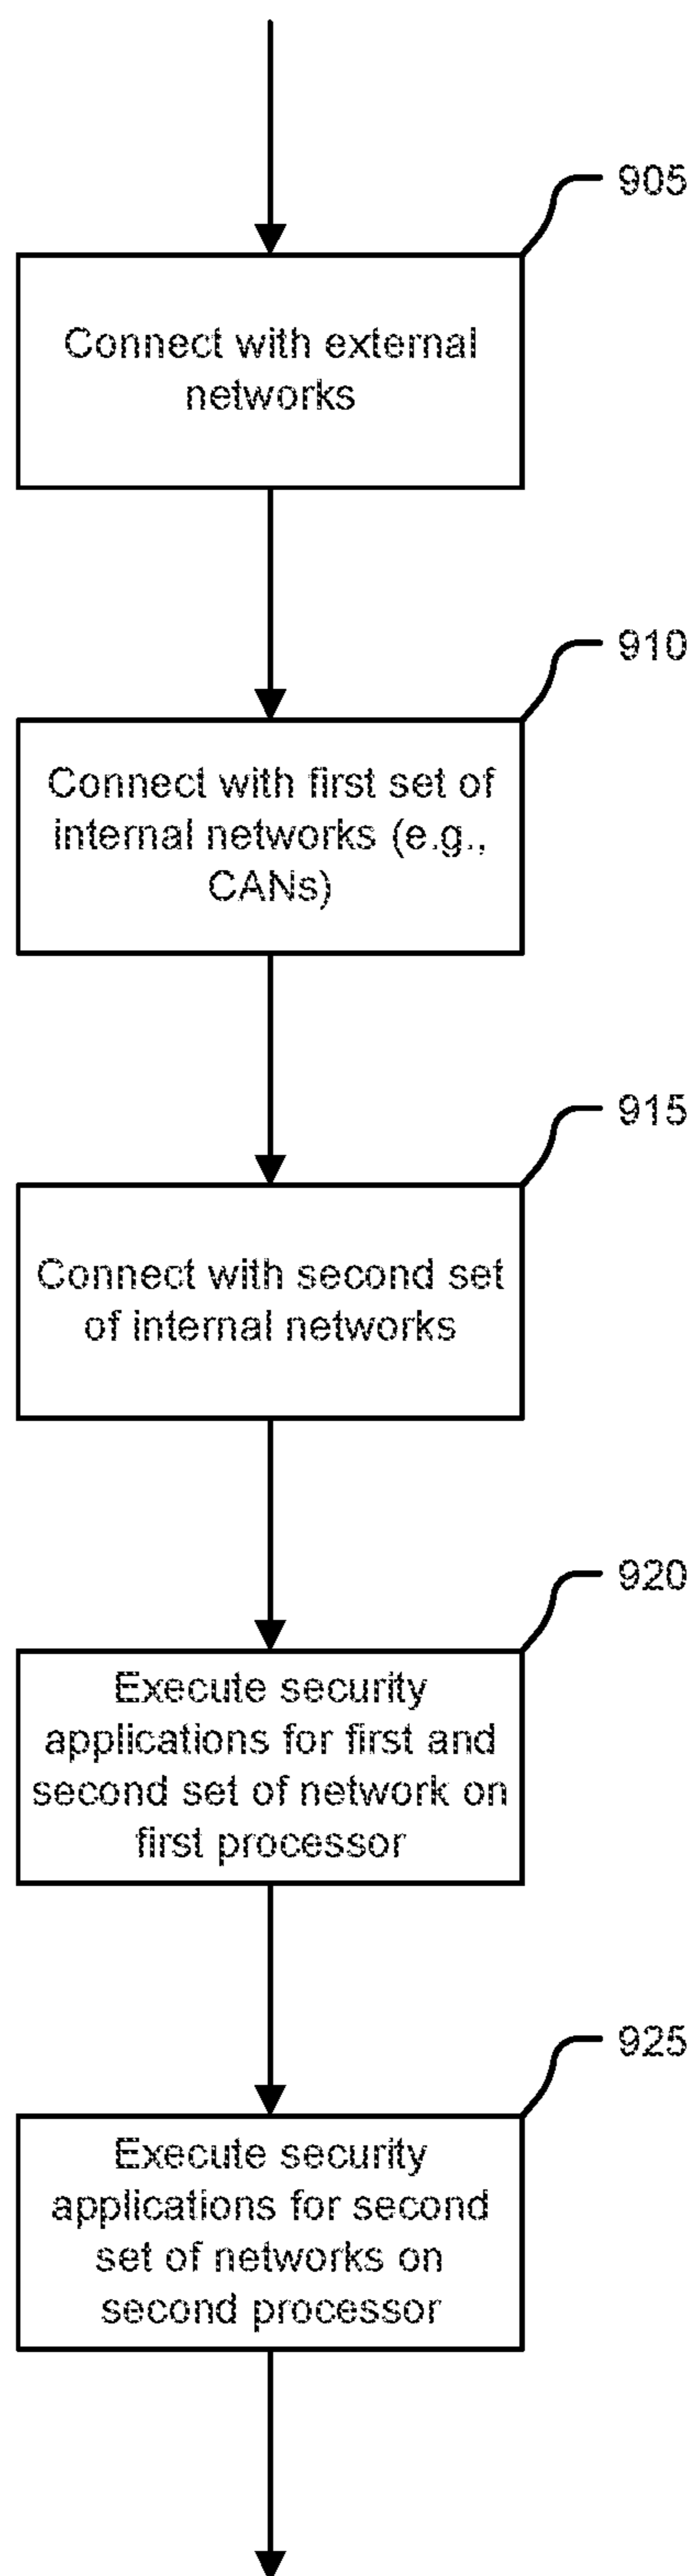 905
Connect with external
networks
910
Connect with first set of
internal networks (e.g.,
CANs)
915
Connect with second set
of internal networks
920
Execute security
applications for first and
second set of network on
first processor
925
Execute security
applications for second
set of networks on
second processor